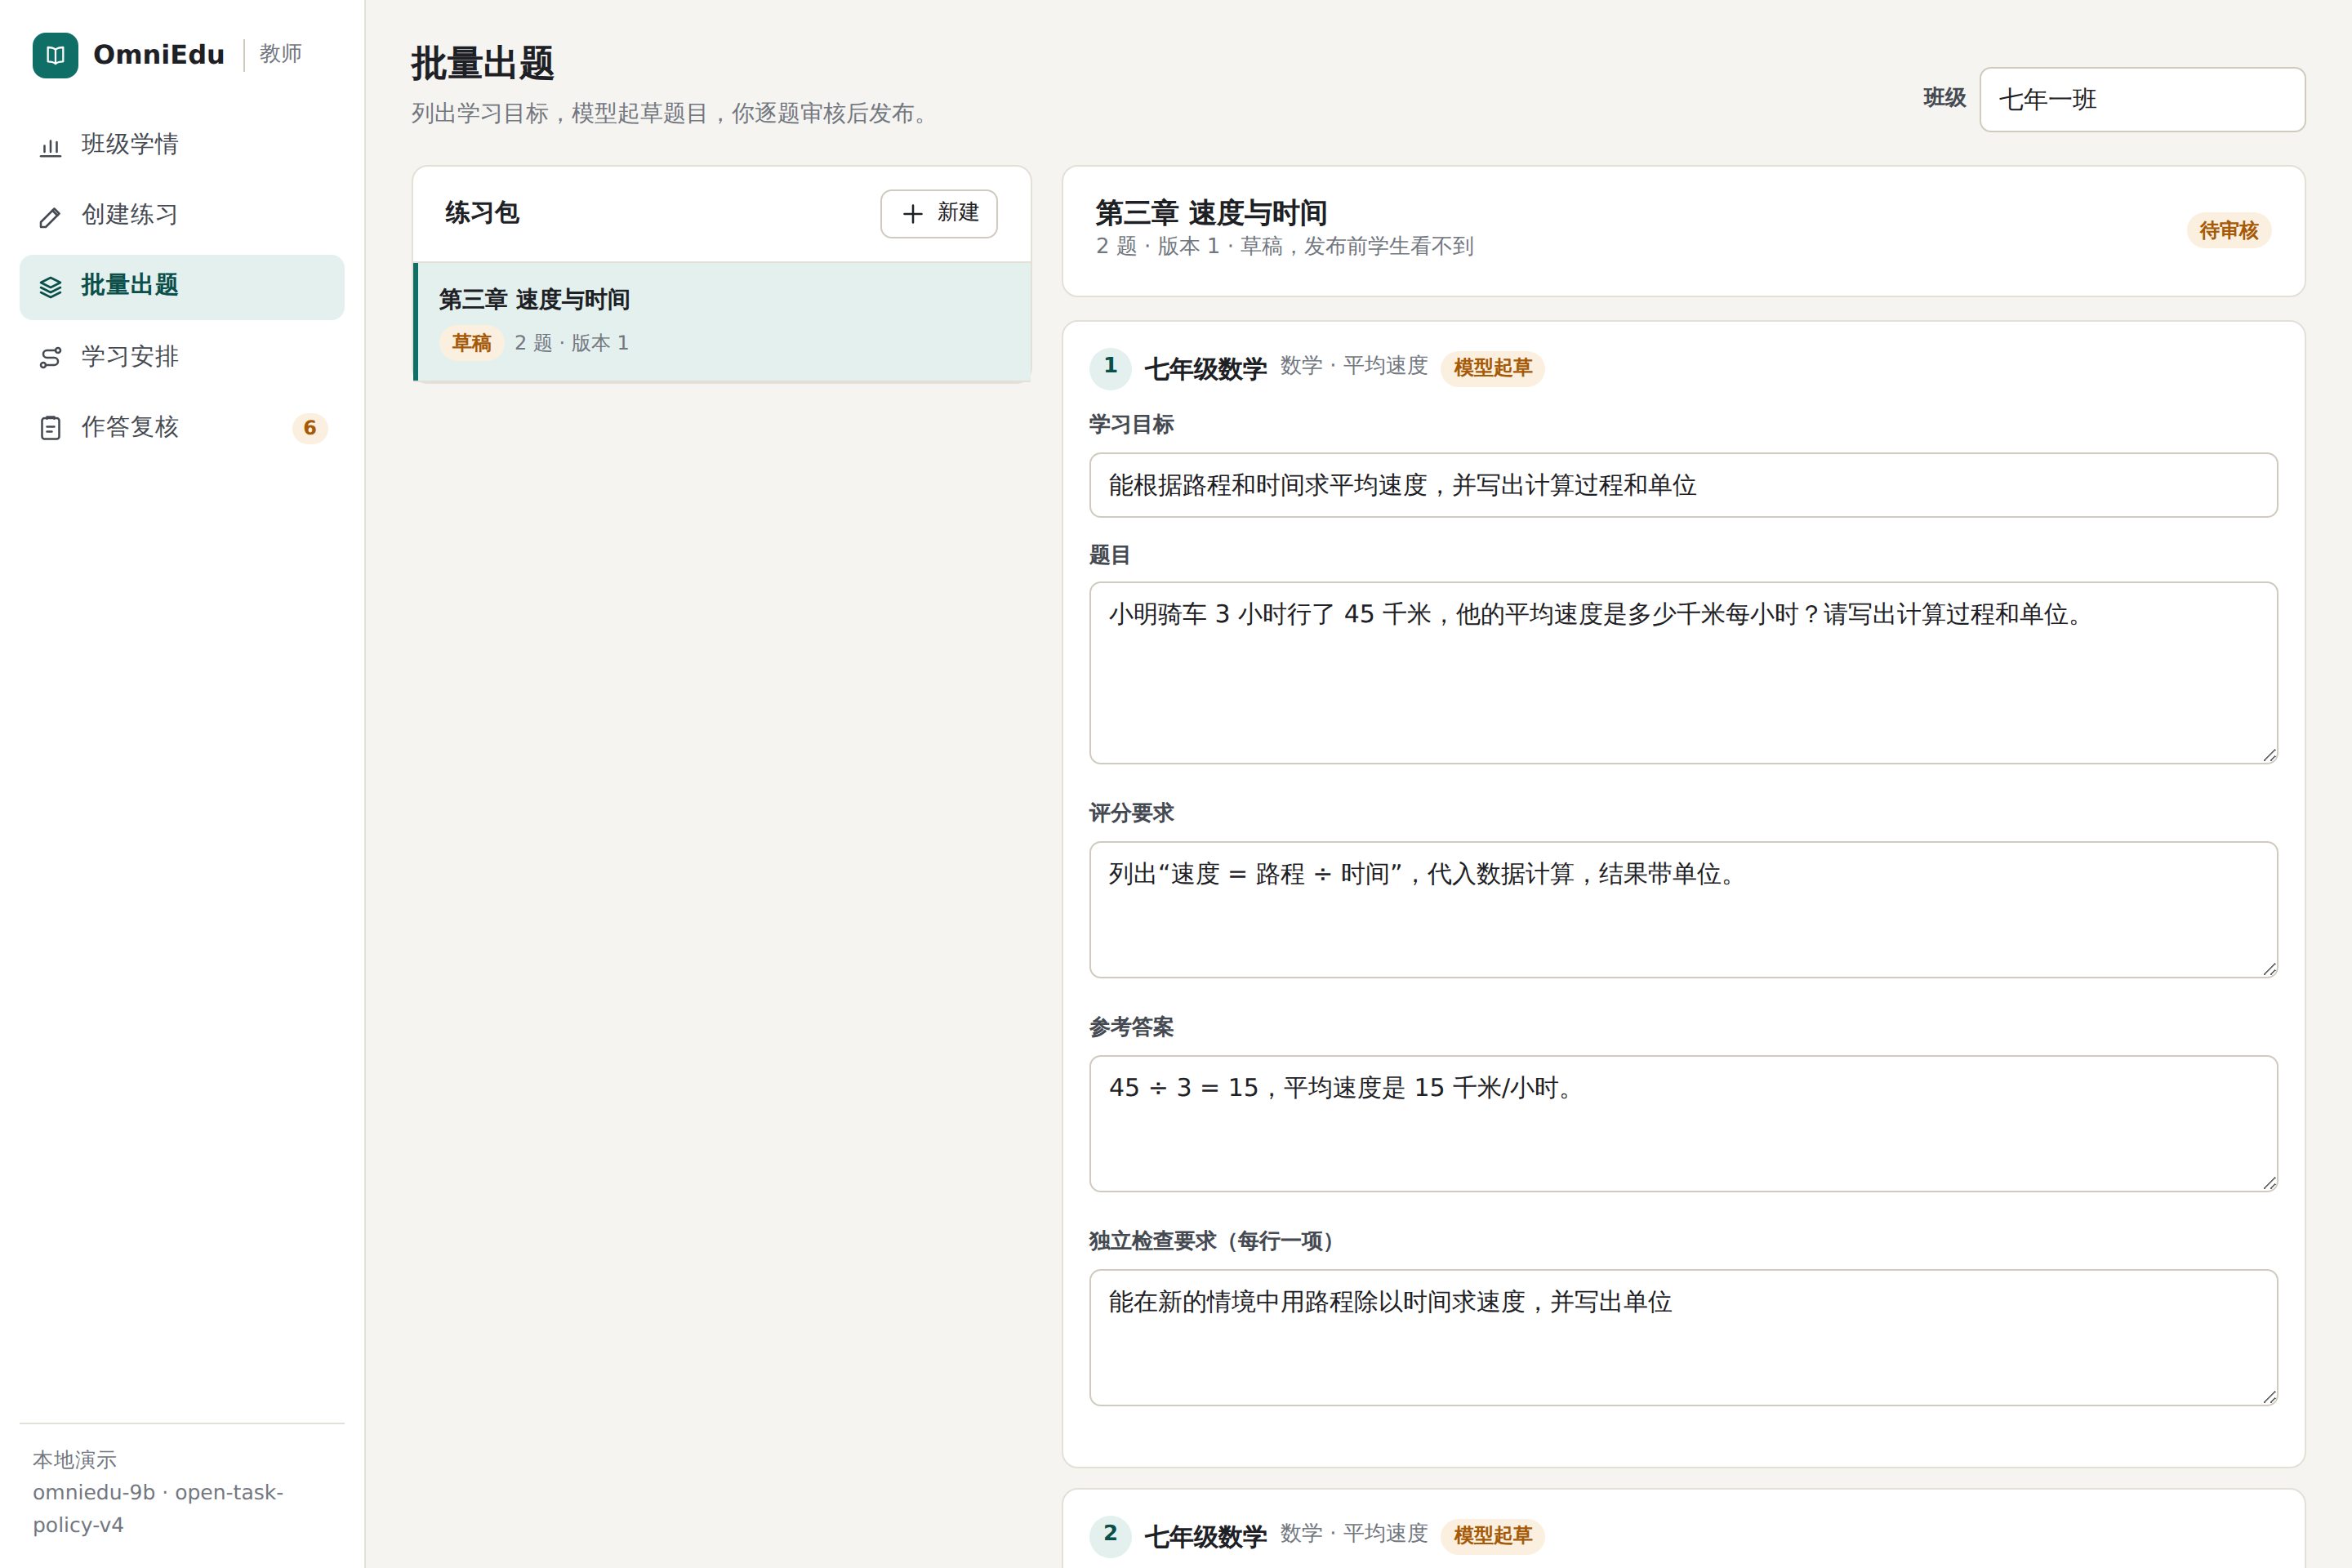 OmniEdu
教师
班级学情
创建练习
批量出题
学习安排
作答复核
6
本地演示
omniedu-9b · open-task-
policy-v4
批量出题
列出学习目标，模型起草题目，你逐题审核后发布。
班级
七年一班
练习包
新建
第三章 速度与时间
草稿 2 题 · 版本 1
第三章 速度与时间
2 题 · 版本 1 · 草稿，发布前学生看不到
待审核
1 七年级数学 数学 · 平均速度 模型起草
学习目标
能根据路程和时间求平均速度，并写出计算过程和单位
题目
小明骑车 3 小时行了 45 千米，他的平均速度是多少千米每小时？请写出计算过程和单位。
评分要求
列出“速度 = 路程 ÷ 时间”，代入数据计算，结果带单位。
参考答案
45 ÷ 3 = 15，平均速度是 15 千米/小时。
独立检查要求（每行一项）
能在新的情境中用路程除以时间求速度，并写出单位
2 七年级数学 数学 · 平均速度 模型起草